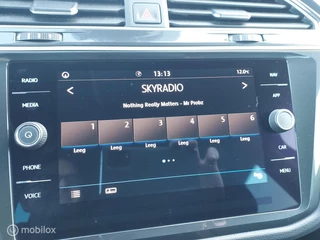 13:13
12.0°c
RADIO
MEDIA
PHONE
VOICE
<
SKYRADIO
>
Nothing Really Matters - Mr Probz
1 2 3 4 5 6
Leeg Leeg Leeg Leeg Leeg Leeg
NAV
APP
CAR
MENU
mobilox